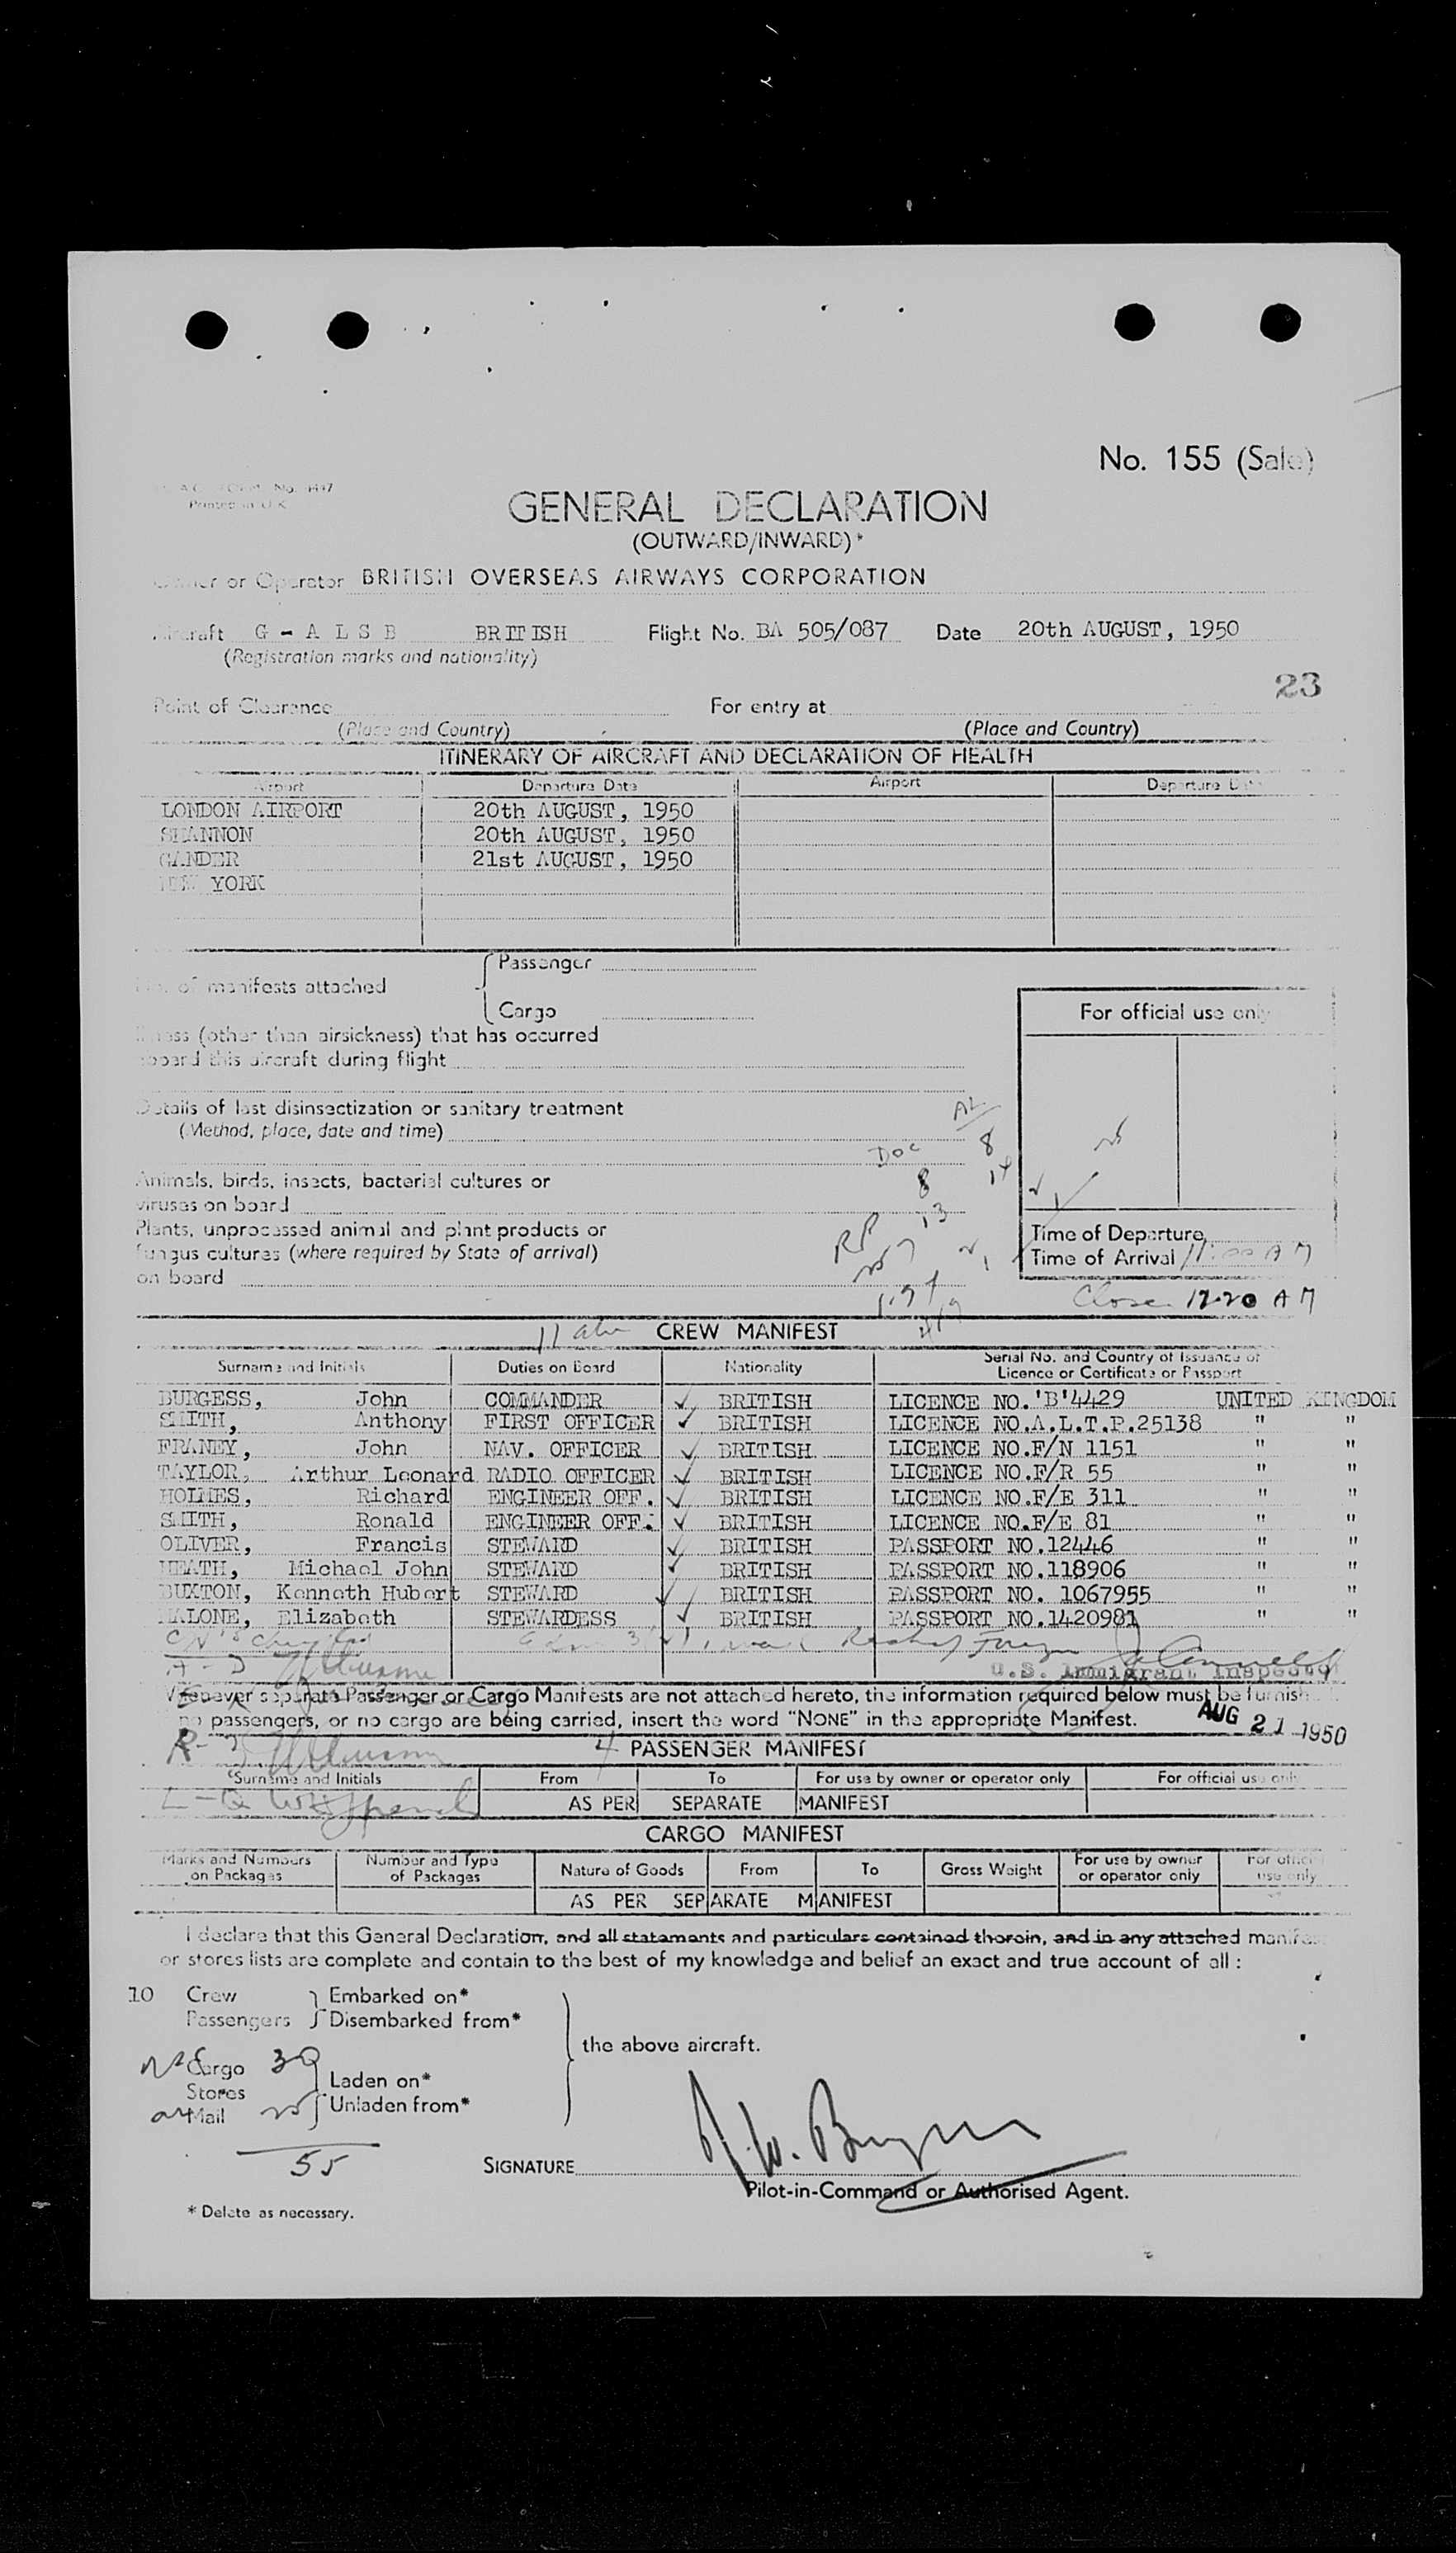 No. 155 (Sale)
Printed in U.K.
GENERAL DECLARATION
(OUTWARD/INWARD)*
Owner or Operator BRITISH OVERSEAS AIRWAYS CORPORATION
Aircraft G - A L S B BRITISH Flight No. BA 505/087 Date 20th AUGUST, 1950
(Registration marks and nationality)
23
Point of Clearance For entry at
(Place and Country) (Place and Country)
ITINERARY OF AIRCRAFT AND DECLARATION OF HEALTH
Airport Departure Date Airport Departure Date
LONDON AIRPORT 20th AUGUST, 1950
SHANNON 20th AUGUST, 1950
GANDER 21st AUGUST, 1950
NEW YORK
Passenger
No. of manifests attached
Cargo
For official use only
Illness (other than airsickness) that has occurred
aboard this aircraft during flight
Details of last disinsectization or sanitary treatment
(Method, place, date and time)
Doc
8
8
13
Animals, birds, insects, bacterial cultures or
viruses on board
Plants, unprocessed animal and plant products or
fungus cultures (where required by State of arrival)
on board
Time of Departure
Time of Arrival 11:00 AM
Close 12.20 AM
CREW MANIFEST
Surname and Initials Duties on Board Nationality Serial No. and Country of Issuance of Licence or Certificate or Passport
BURGESS, John COMMANDER BRITISH LICENCE NO.'B'4429 UNITED KINGDOM
SMITH, Anthony FIRST OFFICER BRITISH LICENCE NO.A.L.T.P.25138 " "
FRANEY, John NAV. OFFICER BRITISH LICENCE NO.F/N 1151 " "
TAYLOR, Arthur Leonard RADIO OFFICER BRITISH LICENCE NO.F/R 55 " "
HOLMES, Richard ENGINEER OFF. BRITISH LICENCE NO.F/E 311 " "
SMITH, Ronald ENGINEER OFF. BRITISH LICENCE NO.F/E 81 " "
OLIVER, Francis STEWARD BRITISH PASSPORT NO.12446 " "
HEATH, Michael John STEWARD BRITISH PASSPORT NO.118906 " "
BUXTON, Kenneth Hubert STEWARD BRITISH PASSPORT NO. 1067955 " "
MALONE, Elizabeth STEWARDESS BRITISH PASSPORT NO.1420981 " "
U.S. Immigrant Inspector
Whenever separate Passenger or Cargo Manifests are not attached hereto, the information required below must be furnished.
no passengers, or no cargo are being carried, insert the word "NONE" in the appropriate Manifest.
AUG 21 1950
4 PASSENGER MANIFEST
Surname and Initials From To For use by owner or operator only For official use only
AS PER SEPARATE MANIFEST
CARGO MANIFEST
Marks and Numbers on Packages Number and Type of Packages Nature of Goods From To Gross Weight For use by owner or operator only For official use only
AS PER SEPARATE MANIFEST
I declare that this General Declaration, and all statements and particulars contained therein, and in any attached manifests
or stores lists are complete and contain to the best of my knowledge and belief an exact and true account of all :
10 Crew Embarked on*
Passengers Disembarked from*
the above aircraft.
Cargo 30
Laden on*
Stores
Unladen from*
Mail
55
SIGNATURE
Pilot-in-Command or Authorised Agent.
* Delete as necessary.